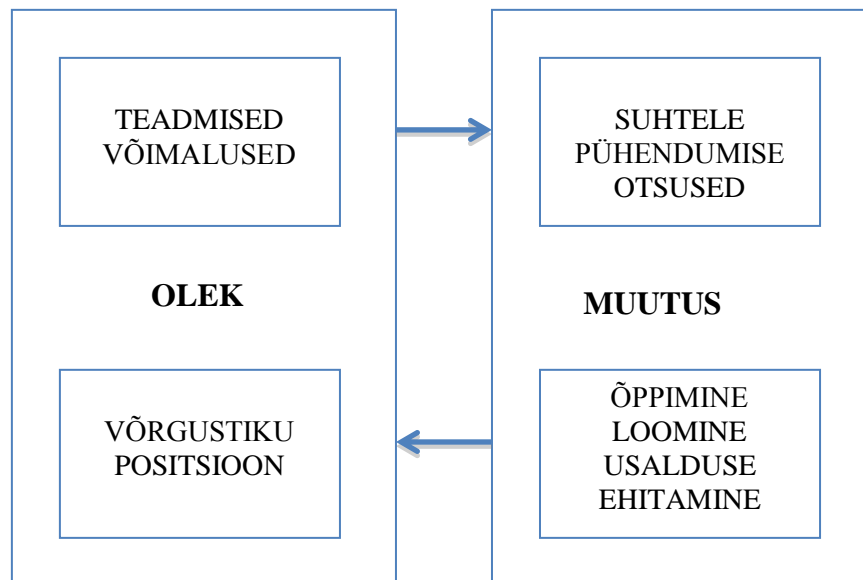 TEADMISED
VÕIMALUSED
OLEK
VÕRGUSTIKU
POSITSIOON
SUHTELE
PÜHENDUMISE
OTSUSED
MUUTUS
ÕPPIMINE
LOOMINE
USALDUSE
EHITAMINE